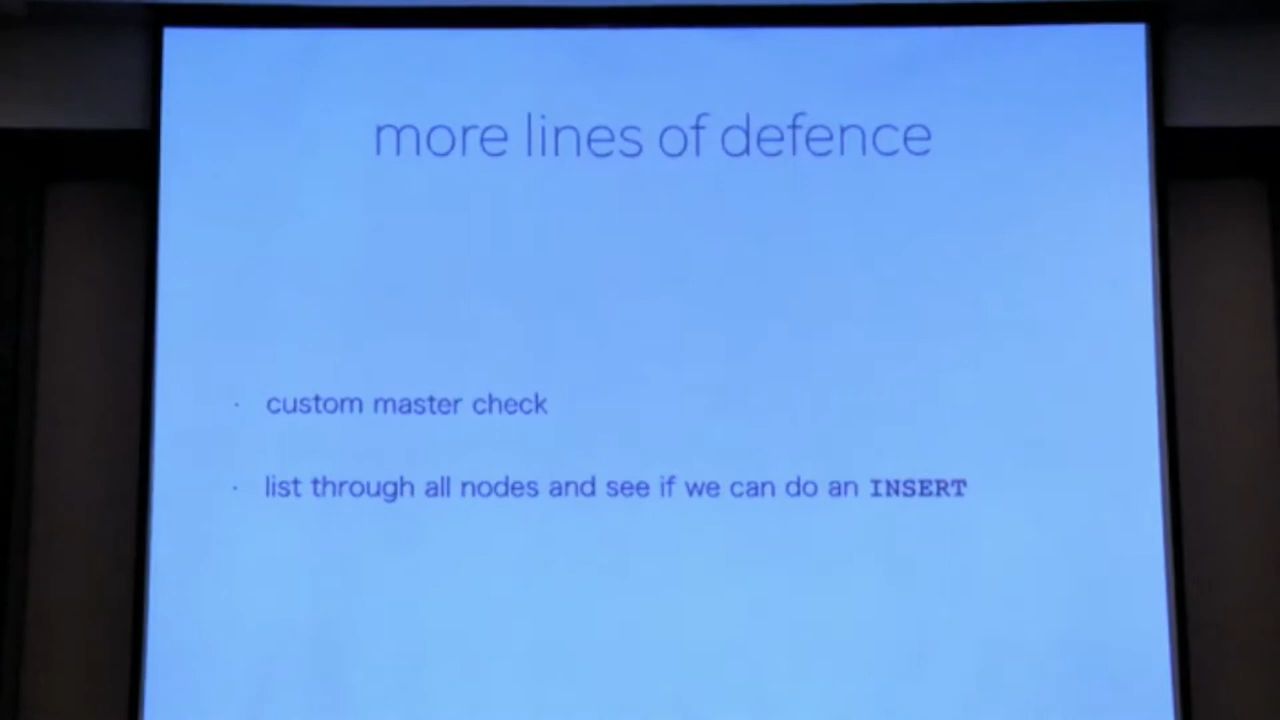 more lines of defence
· custom master check
· list through all nodes and see if we can do an INSERT